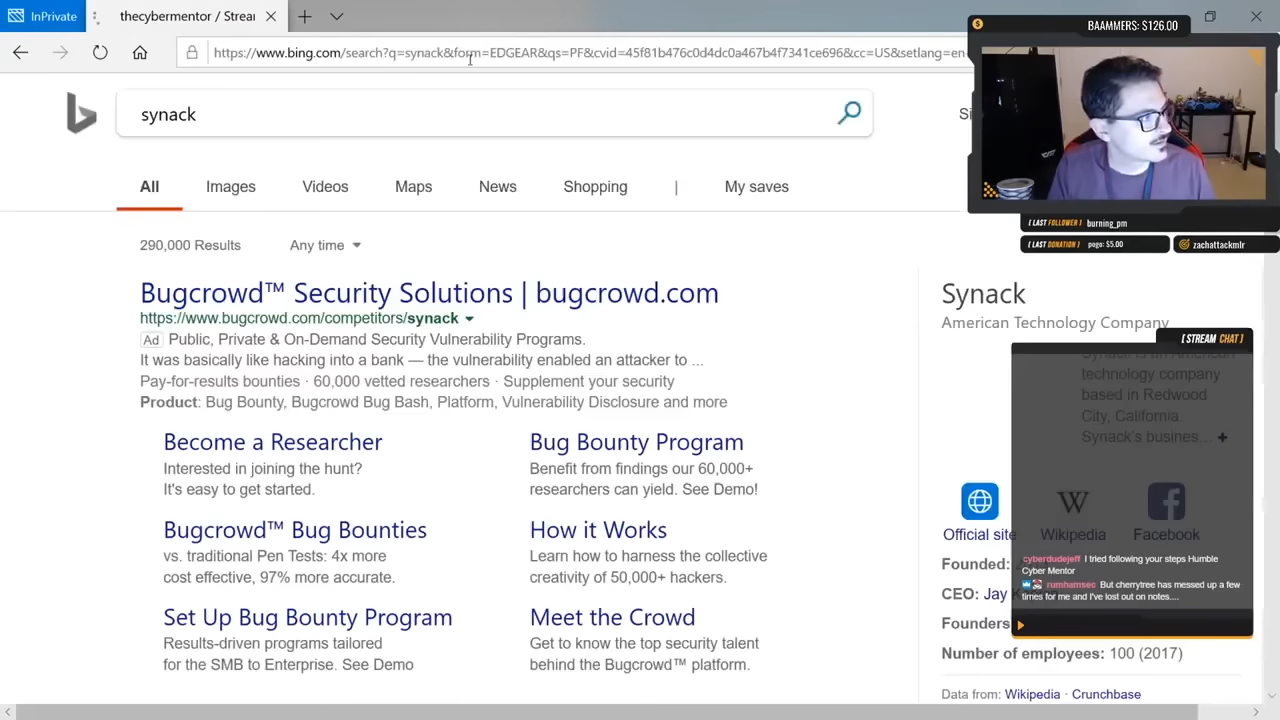 InPrivate
thecybermentor / Strear
BAAMMERS: $126.00
https://www.bing.com/search?q=synack&form=EDGEAR&qs=PF&cvid=45f81b476c0d4dc0a467b4f7341ce696&cc=US&setlang=en-
synack
Si
All
Images
Videos
Maps
News
Shopping
|
My saves
[ LAST FOLLOWER ] burning_pm
[ LAST DONATION ] pogo: $5.00
zachattackmlr
290,000 Results
Any time
Bugcrowd™ Security Solutions | bugcrowd.com
https://www.bugcrowd.com/competitors/synack
Ad Public, Private & On-Demand Security Vulnerability Programs.
It was basically like hacking into a bank — the vulnerability enabled an attacker to ...
Pay-for-results bounties · 60,000 vetted researchers · Supplement your security
Product: Bug Bounty, Bugcrowd Bug Bash, Platform, Vulnerability Disclosure and more
Become a Researcher
Interested in joining the hunt?
It's easy to get started.
Bug Bounty Program
Benefit from findings our 60,000+
researchers can yield. See Demo!
Bugcrowd™ Bug Bounties
vs. traditional Pen Tests: 4x more
cost effective, 97% more accurate.
How it Works
Learn how to harness the collective
creativity of 50,000+ hackers.
Set Up Bug Bounty Program
Results-driven programs tailored
for the SMB to Enterprise. See Demo
Meet the Crowd
Get to know the top security talent
behind the Bugcrowd™ platform.
Synack
American Technology Company
[ STREAM CHAT ]
Synack is an American
technology company
based in Redwood
City, California.
Synack's busines...
Official site
Wikipedia
Facebook
cyberdudejeff I tried following your steps Humble
Cyber Mentor
rumhamsec But cherrytree has messed up a few
times for me and I've lost out on notes....
Founded:
CEO: Jay
Founders
Number of employees: 100 (2017)
Data from: Wikipedia · Crunchbase